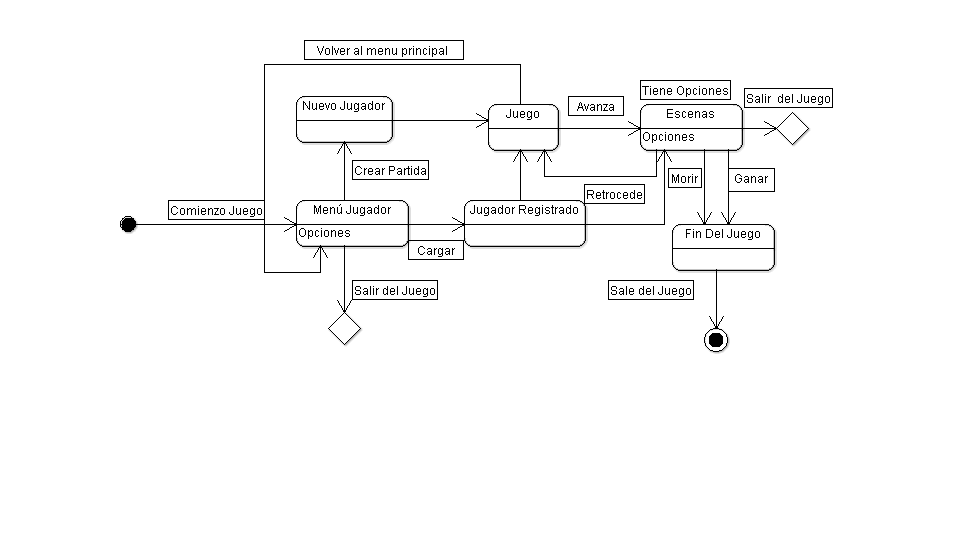 Volver al menu principal
Tiene Opciones
Salir  del Juego
Nuevo Jugador
Juego
Avanza
Escenas
Opciones
Crear Partida
Morir
Ganar
Retrocede
Comienzo Juego
Menú Jugador
Opciones
Jugador Registrado
Cargar
Fin Del Juego
Salir del Juego
Sale del Juego